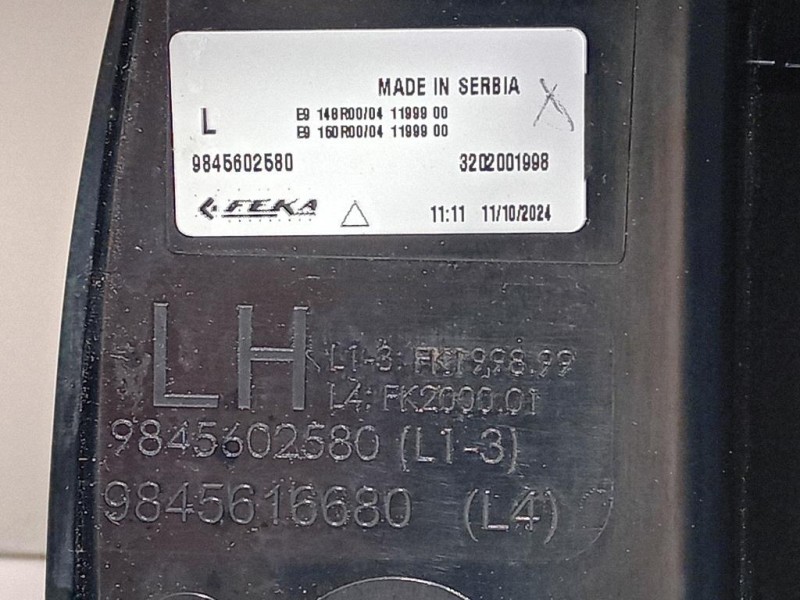 MADE IN SERBIA
L
E9 148R00/04 11999 00
E9 150R00/04 11999 00
9845602580 3202001998
FEKA
11:11 11/10/2024
LH
L1-3: FK1998.99
L4: FK2000.01
9845602580 (L1-3)
9845616680 (L4)